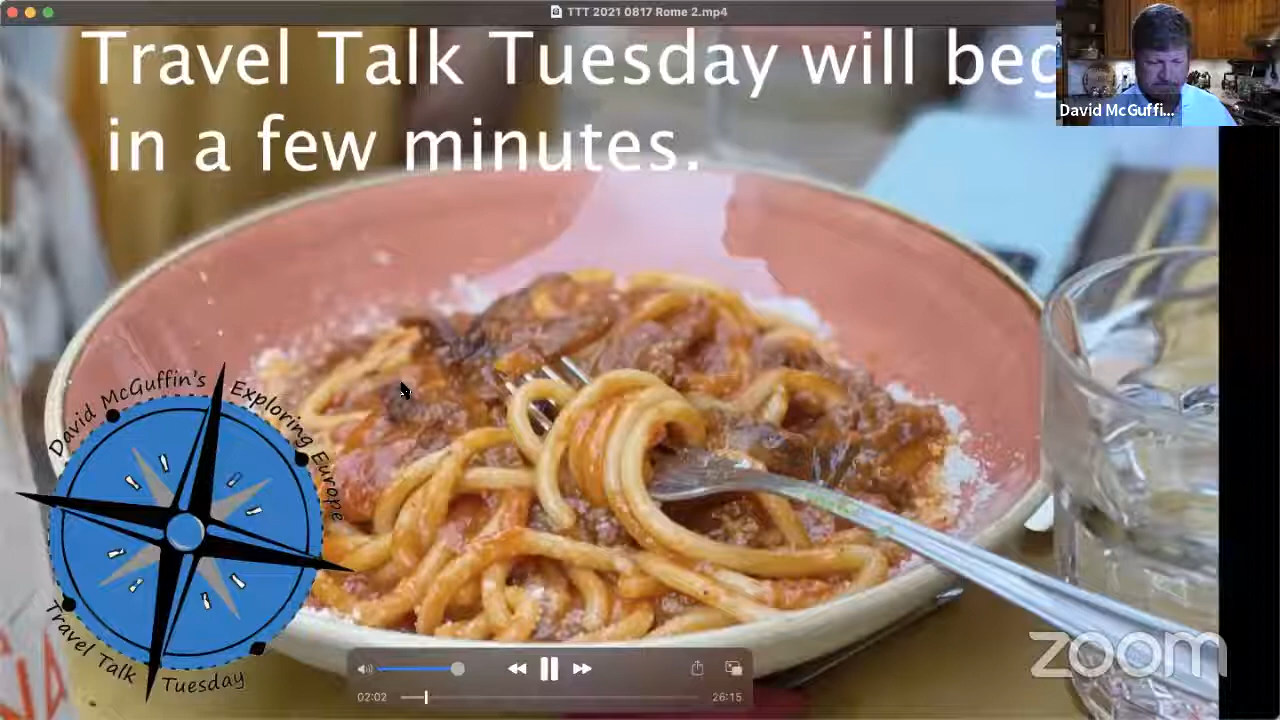 TTT 2021 0817 Rome 2.mp4
Travel Talk Tuesday will beg
in a few minutes.
David McGuffi...
David McGuffin's
Exploring Europe
Travel Talk
Tuesday
02:02
26:15
zoom